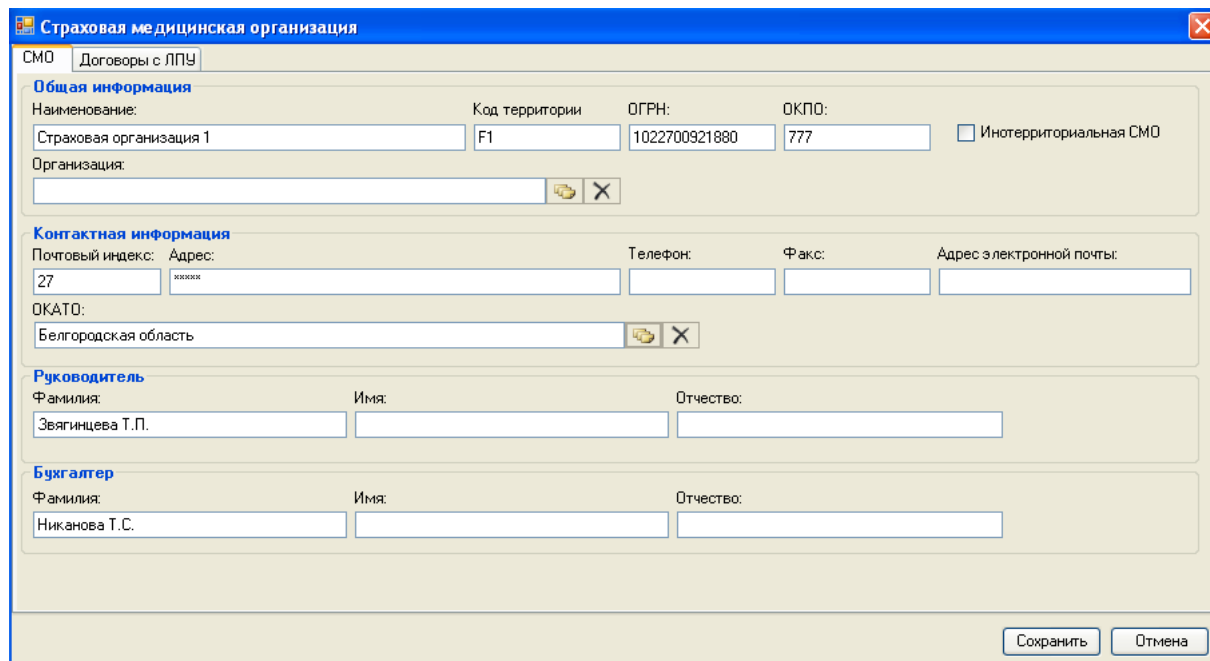 Страховая медицинская организация
СМО Договоры с ЛПУ
Общая информация
Наименование: Код территории ОГРН: ОКПО:
Страховая организация 1 F1 1022700921880 777 Инотерриториальная СМО
Организация:
Контактная информация
Почтовый индекс: Адрес: Телефон: Факс: Адрес электронной почты:
27 xxxxx
ОКАТО:
Белгородская область
Руководитель
Фамилия: Имя: Отчество:
Звягинцева Т.П.
Бухгалтер
Фамилия: Имя: Отчество:
Никанова Т.С.
Сохранить Отмена